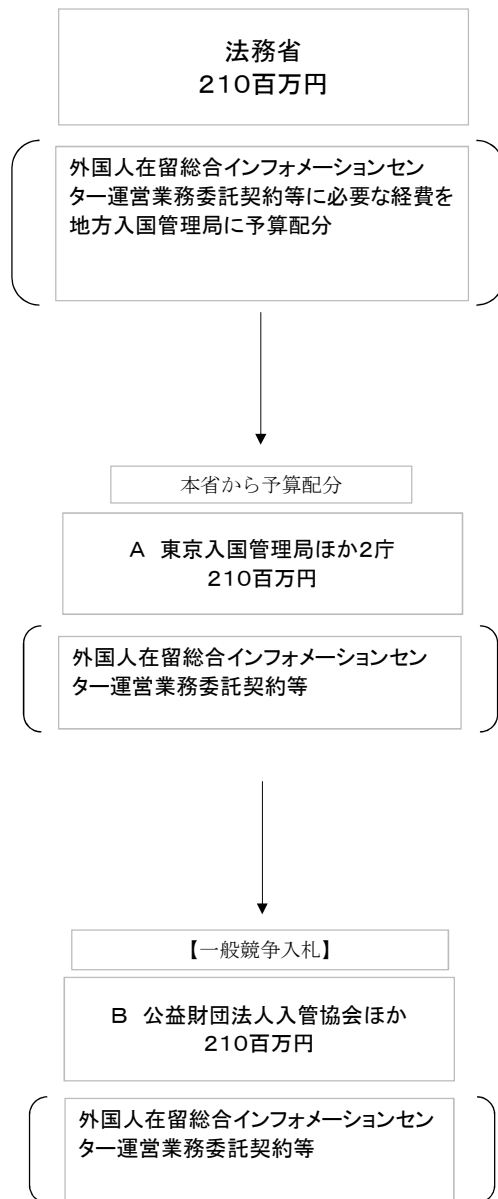 法務省
210百万円
外国人在留総合インフォメーションセン
ター運営業務委託契約等に必要な経費を
地方入国管理局に予算配分
本省から予算配分
A　東京入国管理局ほか2庁
210百万円
外国人在留総合インフォメーションセン
ター運営業務委託契約等
【一般競争入札】
B　公益財団法人入管協会ほか
210百万円
外国人在留総合インフォメーションセン
ター運営業務委託契約等